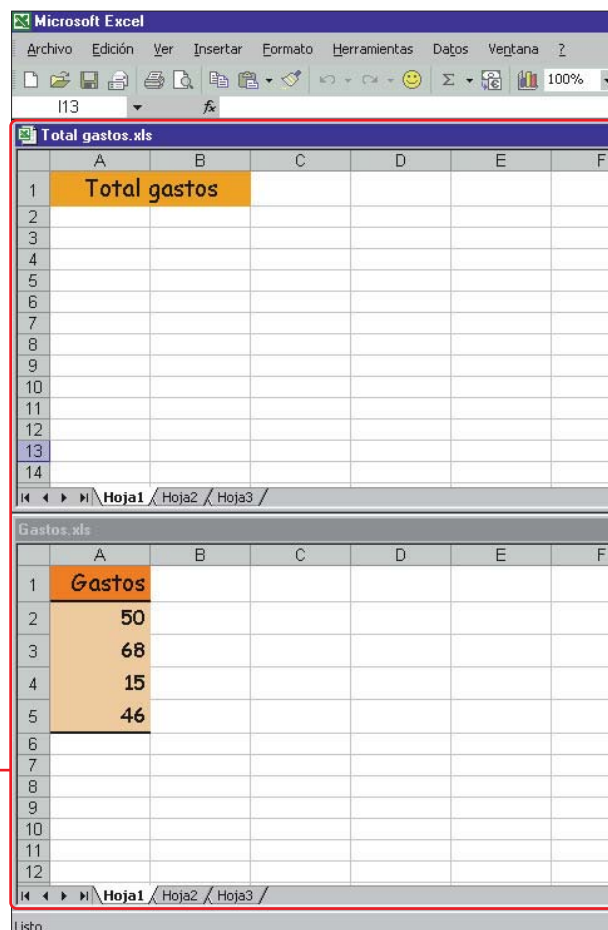 Microsoft Excel
Archivo Edición Ver Insertar Formato Herramientas Datos Ventana ?
Σ 100%
I13 fx
Total gastos.xls
A B C D E F
1 Total gastos
2
3
4
5
6
7
8
9
10
11
12
13
14
Hoja1 Hoja2 Hoja3
Gastos.xls
A B C D E F
1 Gastos
2 50
3 68
4 15
5 46
6
7
8
9
10
11
12
Hoja1 Hoja2 Hoja3
Listo